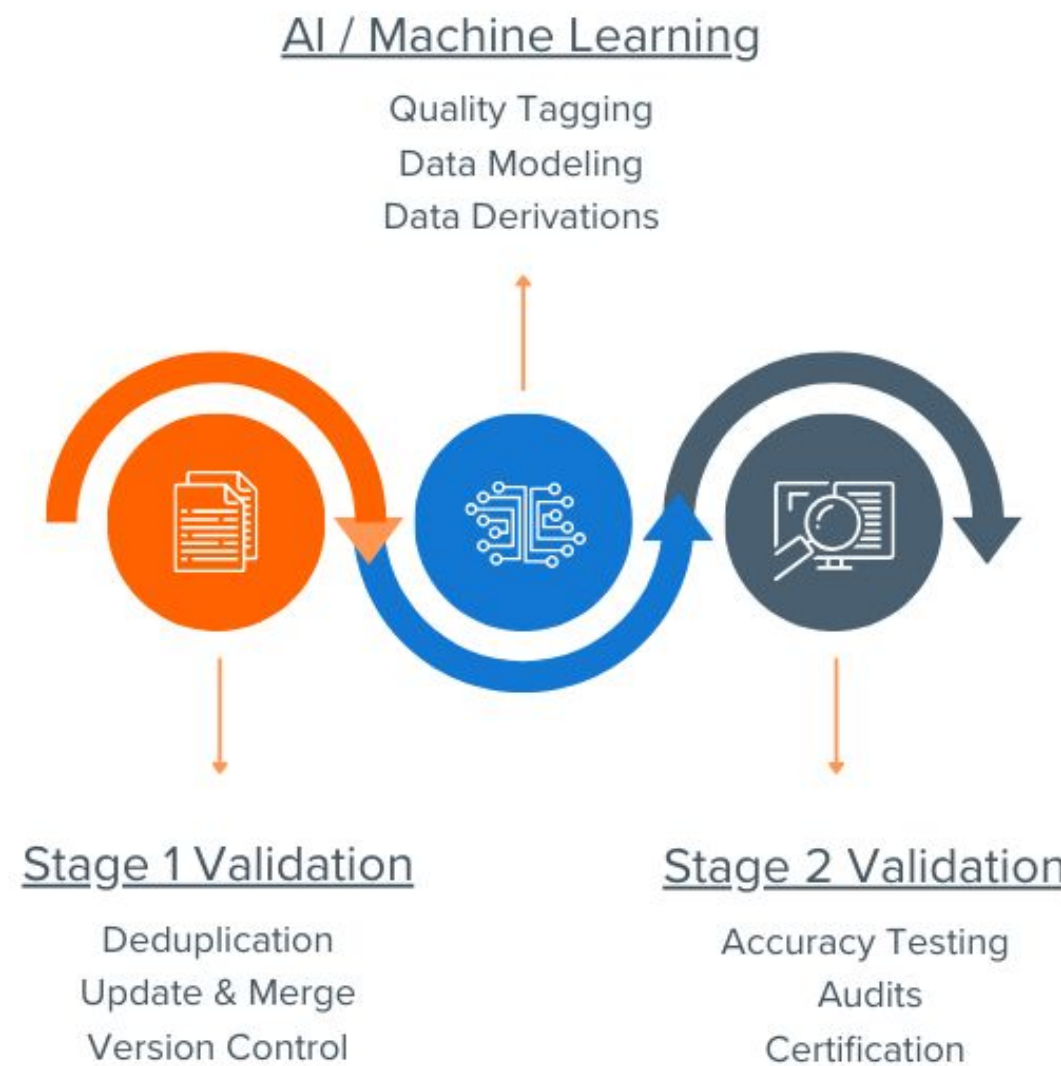 AI / Machine Learning
Quality Tagging
Data Modeling
Data Derivations
Stage 1 Validation
Deduplication
Update & Merge
Version Control
Stage 2 Validation
Accuracy Testing
Audits
Certification